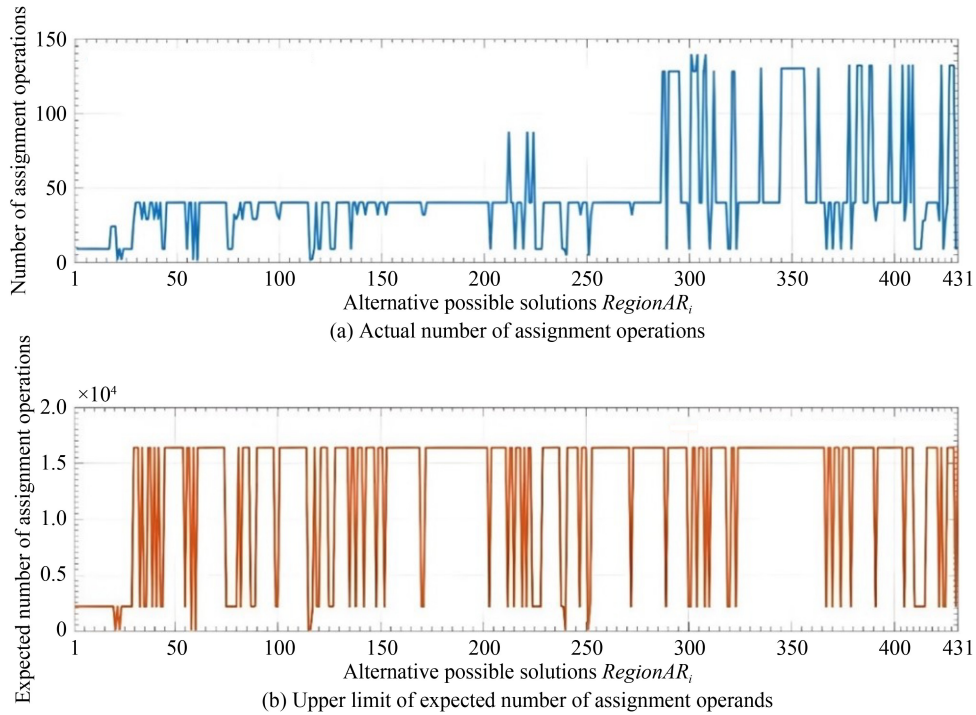 Number of assignment operations
150
100
50
0
1 50 100 150 200 250 300 350 400 431
Alternative possible solutions RegionARᵢ
(a) Actual number of assignment operations
Expected number of assignment operations
×10⁴
2.0
1.5
1.0
0.5
0
1 50 100 150 200 250 300 350 400 431
Alternative possible solutions RegionARᵢ
(b) Upper limit of expected number of assignment operands